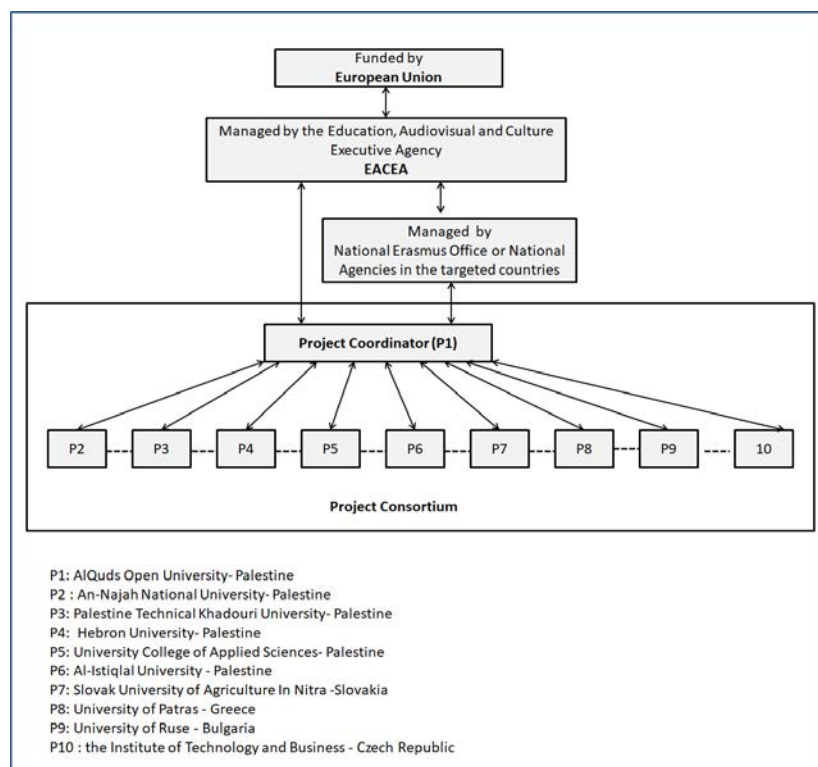 Funded by
European Union
Managed by the Education, Audiovisual and Culture
Executive Agency
EACEA
Managed by
National Erasmus Office or National
Agencies in the targeted countries
Project Coordinator (P1)
P2
P3
P4
P5
P6
P7
P8
P9
10
Project Consortium
P1: AlQuds Open University- Palestine
P2 : An-Najah National University- Palestine
P3: Palestine Technical Khadouri University- Palestine
P4: Hebron University- Palestine
P5: University College of Applied Sciences- Palestine
P6: Al-Istiqlal University - Palestine
P7: Slovak University of Agriculture In Nitra -Slovakia
P8: University of Patras - Greece
P9: University of Ruse - Bulgaria
P10 : the Institute of Technology and Business - Czech Republic